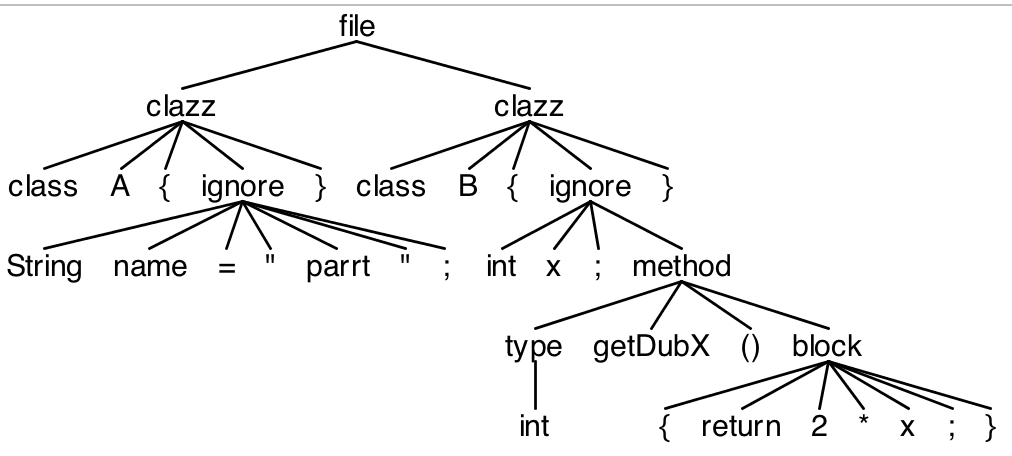 file
clazz clazz
class A { ignore } class B { ignore }
String name = " parrt " ; int x ; method
type getDubX () block
int { return 2 * x ; }